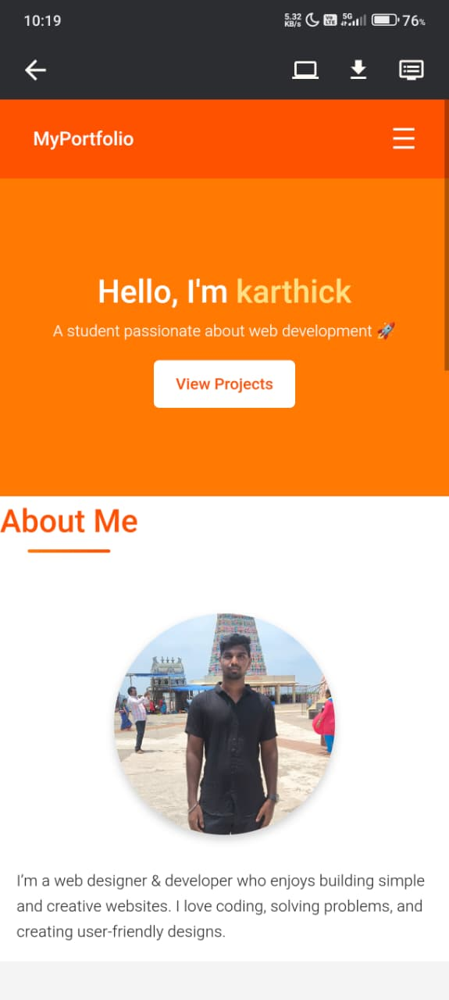 10:19 5.32 KB/s Vo LTE 5G 76%
MyPortfolio
Hello, I'm karthick
A student passionate about web development 🚀
View Projects
About Me
I'm a web designer & developer who enjoys building simple
and creative websites. I love coding, solving problems, and
creating user-friendly designs.